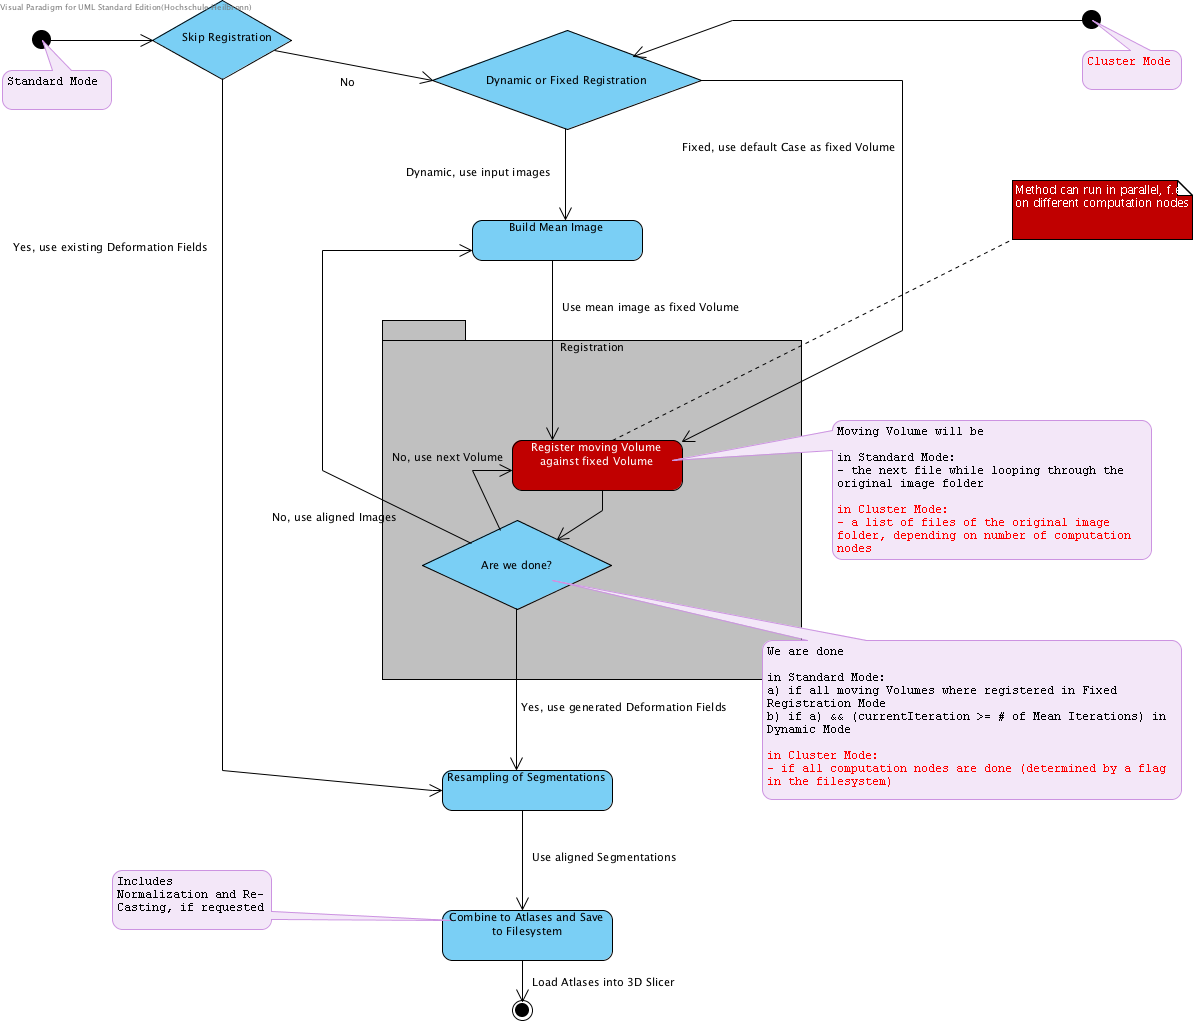 Visual Paradigm for UML Standard Edition(Hochschule Heilbronn)
Skip Registration
Standard Mode
Cluster Mode
No
Dynamic or Fixed Registration
Fixed, use default Case as fixed Volume
Dynamic, use input images
Method can run in parallel, f.e
on different computation nodes
Build Mean Image
Yes, use existing Deformation Fields
Use mean image as fixed Volume
Registration
Register moving Volume
against fixed Volume
No, use next Volume
Moving Volume will be
in Standard Mode:
- the next file while looping through the
original image folder
in Cluster Mode:
- a list of files of the original image
folder, depending on number of computation
nodes
No, use aligned Images
Are we done?
We are done
in Standard Mode:
a) if all moving Volumes where registered in Fixed
Registration Mode
b) if a) && (currentIteration >= # of Mean Iterations) in
Dynamic Mode
in Cluster Mode:
- if all computation nodes are done (determined by a flag
in the filesystem)
Yes, use generated Deformation Fields
Resampling of Segmentations
Use aligned Segmentations
Includes
Normalization and Re-
Casting, if requested
Combine to Atlases and Save
to Filesystem
Load Atlases into 3D Slicer